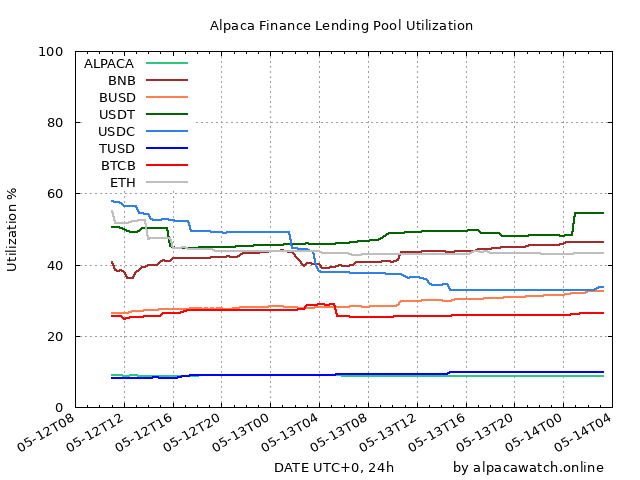 Alpaca Finance Lending Pool Utilization
Utilization %
100
80
60
40
20
0
ALPACA
BNB
BUSD
USDT
USDC
TUSD
BTCB
ETH
05-12T08
05-12T12
05-12T16
05-12T20
05-13T00
05-13T04
05-13T08
05-13T12
05-13T16
05-13T20
05-14T00
05-14T04
DATE UTC+0, 24h
by alpacawatch.online